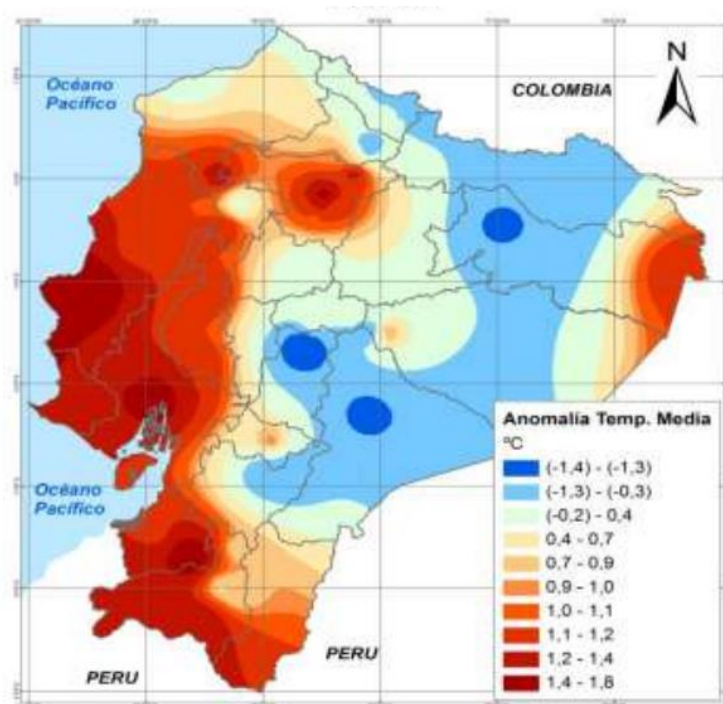 N
Océano
Pacífico
COLOMBIA
Océano
Pacífico
PERU
PERU
Anomalía Temp. Media
ºC
(-1,4) - (-1,3)
(-1,3) - (-0,3)
(-0,2) - 0,4
0,4 - 0,7
0,7 - 0,9
0,9 - 1,0
1,0 - 1,1
1,1 - 1,2
1,2 - 1,4
1,4 - 1,8